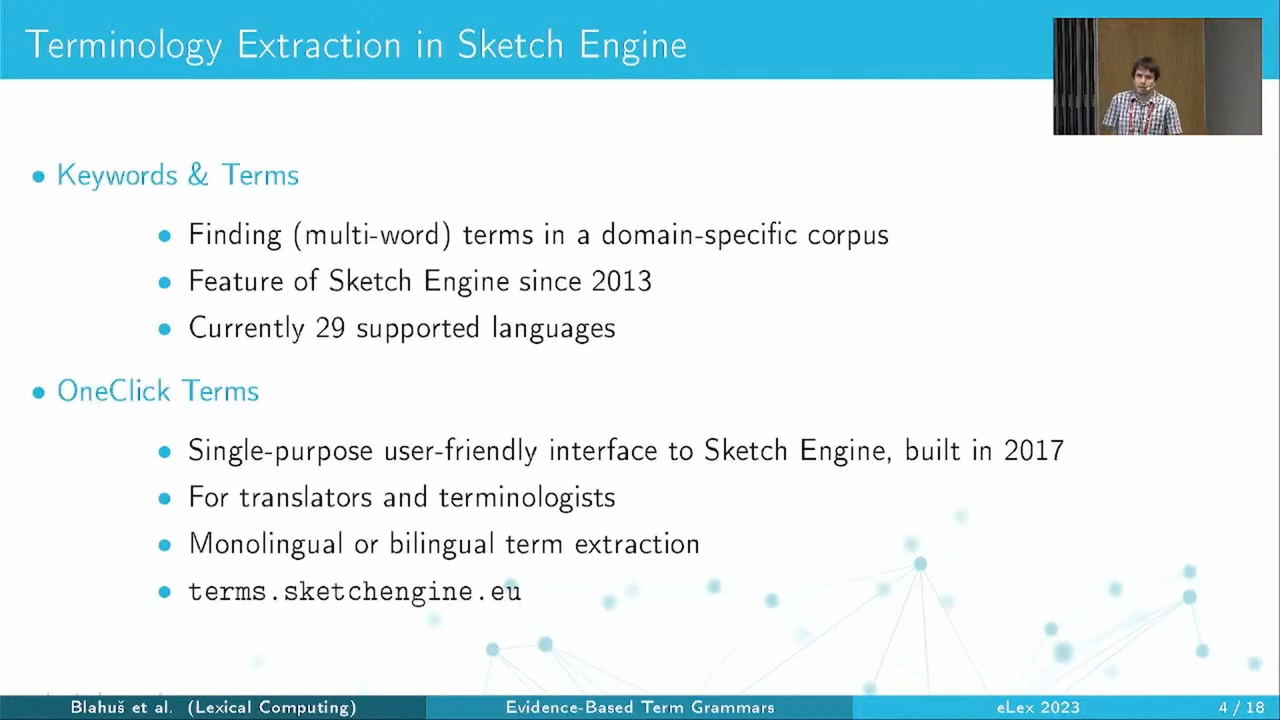 Terminology Extraction in Sketch Engine
• Keywords & Terms
• Finding (multi-word) terms in a domain-specific corpus
• Feature of Sketch Engine since 2013
• Currently 29 supported languages
• OneClick Terms
• Single-purpose user-friendly interface to Sketch Engine, built in 2017
• For translators and terminologists
• Monolingual or bilingual term extraction
• terms.sketchengine.eu
Blahuš et al. (Lexical Computing) Evidence-Based Term Grammars eLex 2023 4 / 18